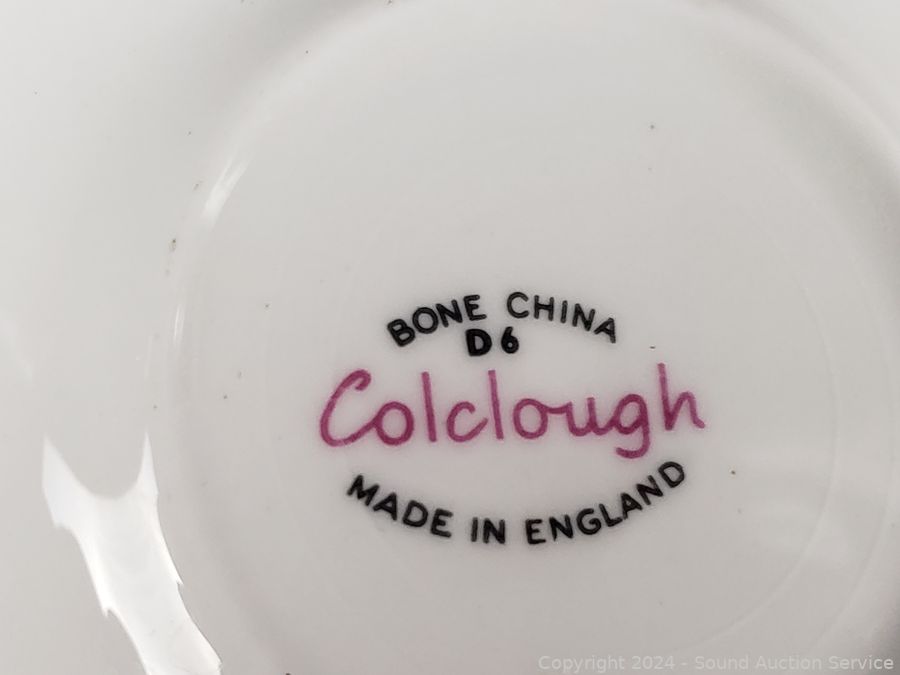 BONE CHINA
D6
Colclough
MADE IN ENGLAND
Copyright 2024 - Sound Auction Service